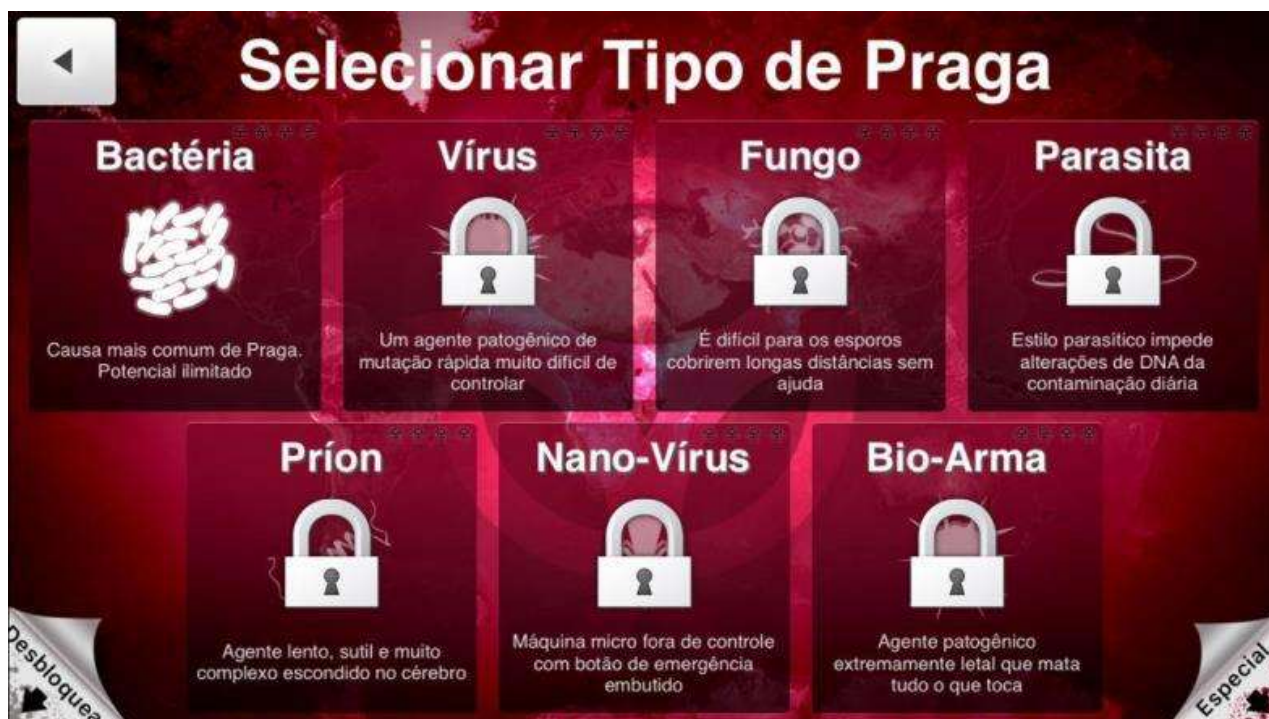 Selecionar Tipo de Praga
Bactéria
Causa mais comum de Praga.
Potencial ilimitado
Vírus
Um agente patogênico de
mutação rápida muito difícil de
controlar
Fungo
É difícil para os esporos
cobrirem longas distâncias sem
ajuda
Parasita
Estilo parasítico impede
alterações de DNA da
contaminação diária
Príon
Agente lento, sutil e muito
complexo escondido no cérebro
Nano-Vírus
Máquina micro fora de controle
com botão de emergência
embutido
Bio-Arma
Agente patogênico
extremamente letal que mata
tudo o que toca
Desbloquea
Especial